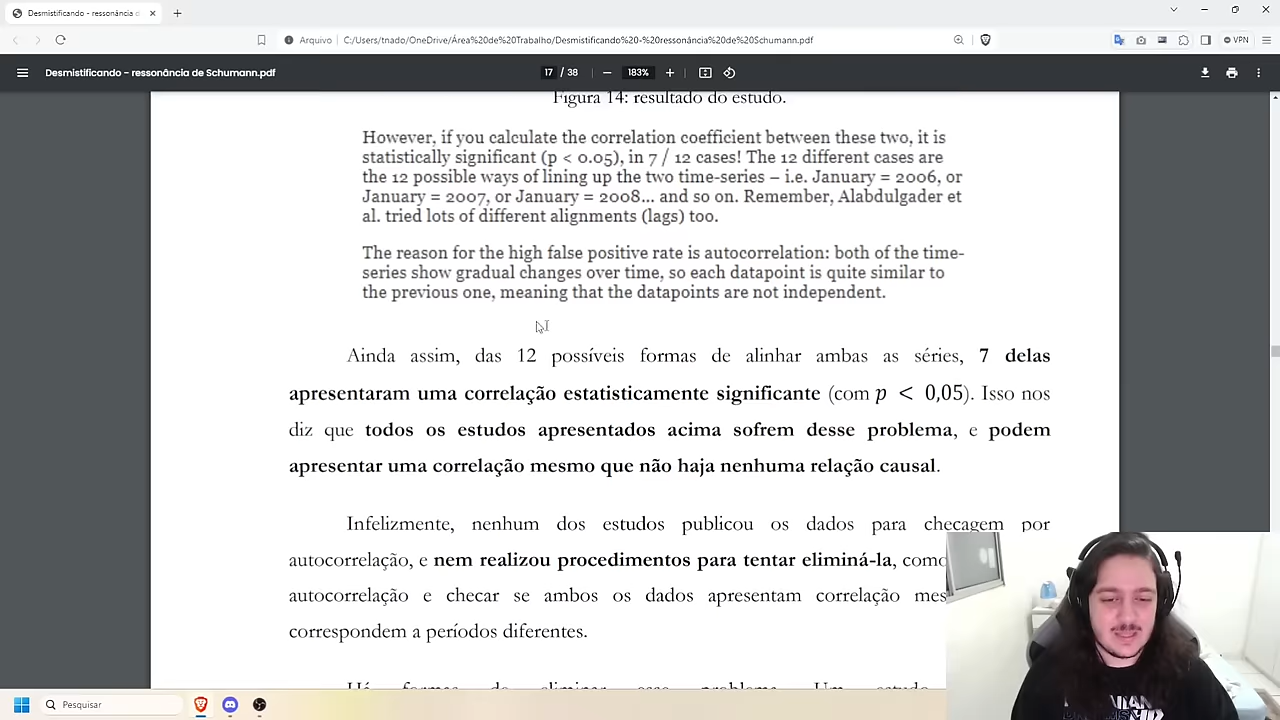 Desmistificando - ressonância d
Arquivo
C:/Users/tnado/OneDrive/Área%20de%20Trabalho/Desmistificando%20-%20ressonância%20de%20Schumann.pdf
VPN
Desmistificando - ressonância de Schumann.pdf
17 / 38
183%
Figura 14: resultado do estudo.
However, if you calculate the correlation coefficient between these two, it is
statistically significant (p < 0.05), in 7 / 12 cases! The 12 different cases are
the 12 possible ways of lining up the two time-series – i.e. January = 2006, or
January = 2007, or January = 2008... and so on. Remember, Alabdulgader et
al. tried lots of different alignments (lags) too.
The reason for the high false positive rate is autocorrelation: both of the time-
series show gradual changes over time, so each datapoint is quite similar to
the previous one, meaning that the datapoints are not independent.
Ainda assim, das 12 possíveis formas de alinhar ambas as séries, 7 delas
apresentaram uma correlação estatisticamente significante (com p < 0,05). Isso nos
diz que todos os estudos apresentados acima sofrem desse problema, e podem
apresentar uma correlação mesmo que não haja nenhuma relação causal.
Infelizmente, nenhum dos estudos publicou os dados para checagem por
autocorrelação, e nem realizou procedimentos para tentar eliminá-la, como
autocorrelação e checar se ambos os dados apresentam correlação mes
correspondem a períodos diferentes.
Há formas de eliminar esse problema. Um estudo
Pesquisar